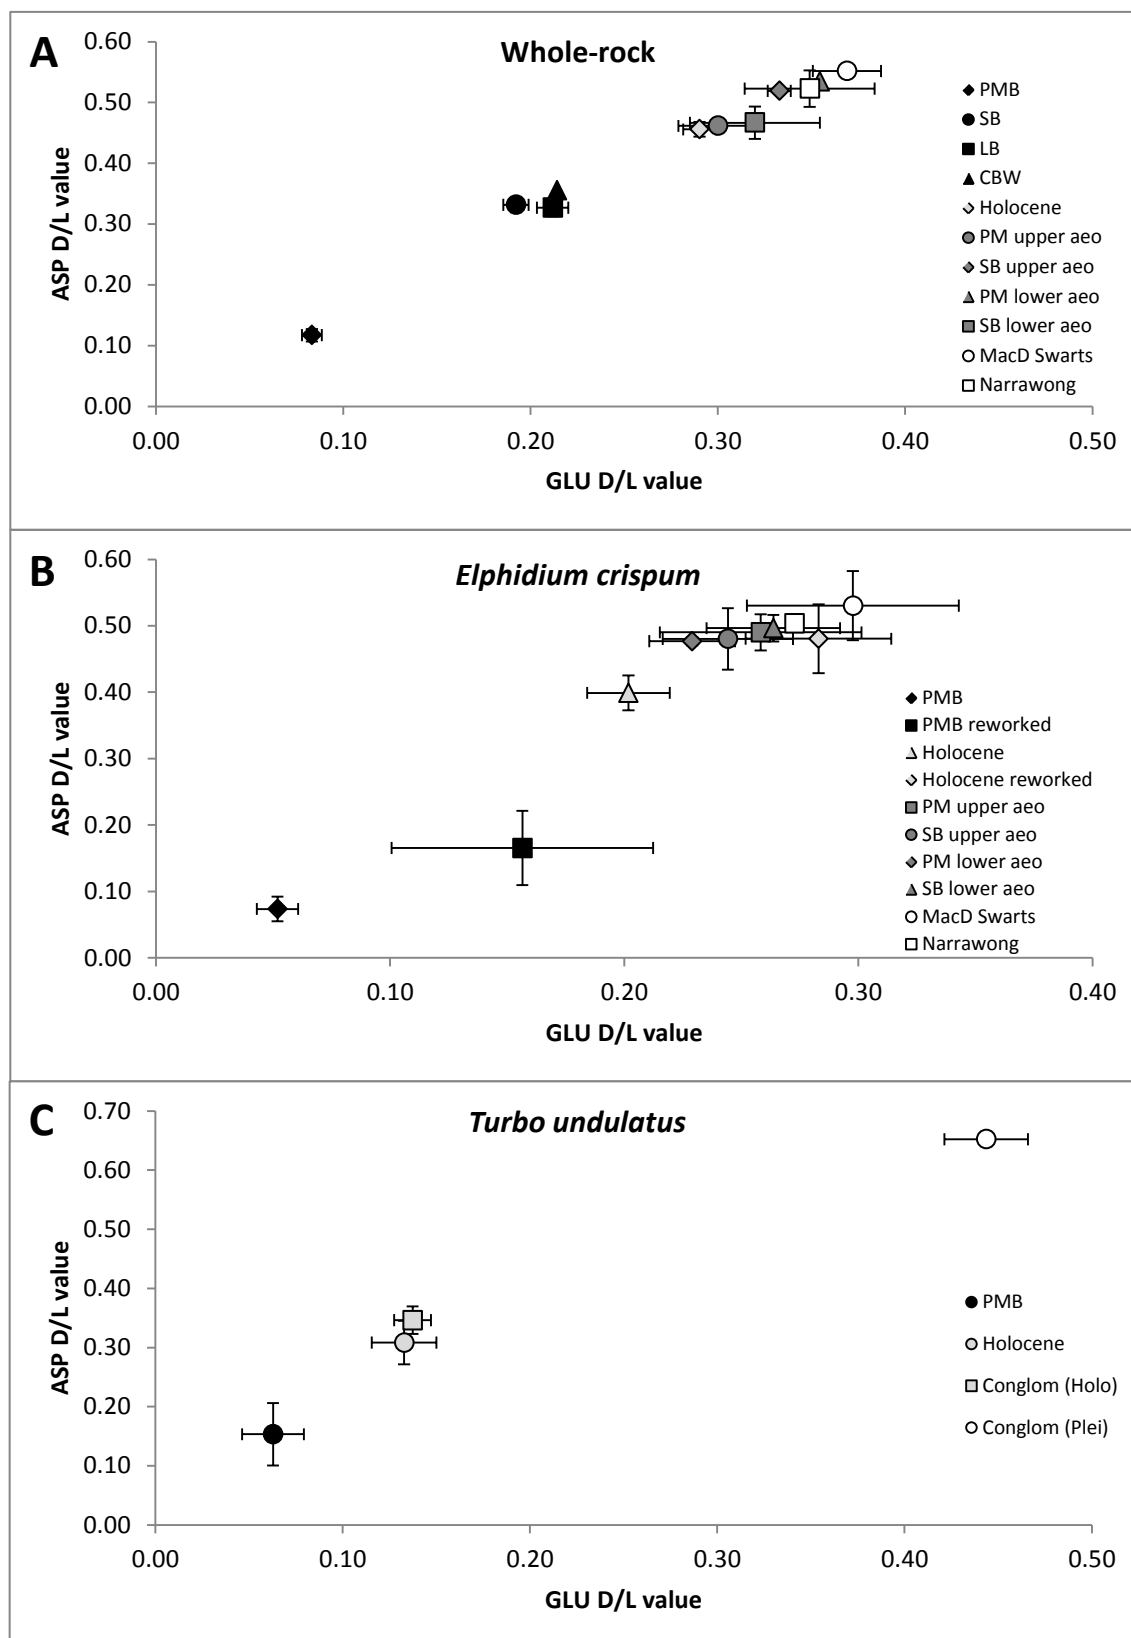 A
Whole-rock
0.60
0.50
0.40
0.30
0.20
0.10
0.00
ASP D/L value
0.00 0.10 0.20 0.30 0.40 0.50
GLU D/L value
PMB
SB
LB
CBW
Holocene
PM upper aeo
SB upper aeo
PM lower aeo
SB lower aeo
MacD Swarts
Narrawong
B
Elphidium crispum
0.60
0.50
0.40
0.30
0.20
0.10
0.00
ASP D/L value
0.00 0.10 0.20 0.30 0.40
GLU D/L value
PMB
PMB reworked
Holocene
Holocene reworked
PM upper aeo
SB upper aeo
PM lower aeo
SB lower aeo
MacD Swarts
Narrawong
C
Turbo undulatus
0.70
0.60
0.50
0.40
0.30
0.20
0.10
0.00
ASP D/L value
0.00 0.10 0.20 0.30 0.40 0.50
GLU D/L value
PMB
Holocene
Conglom (Holo)
Conglom (Plei)